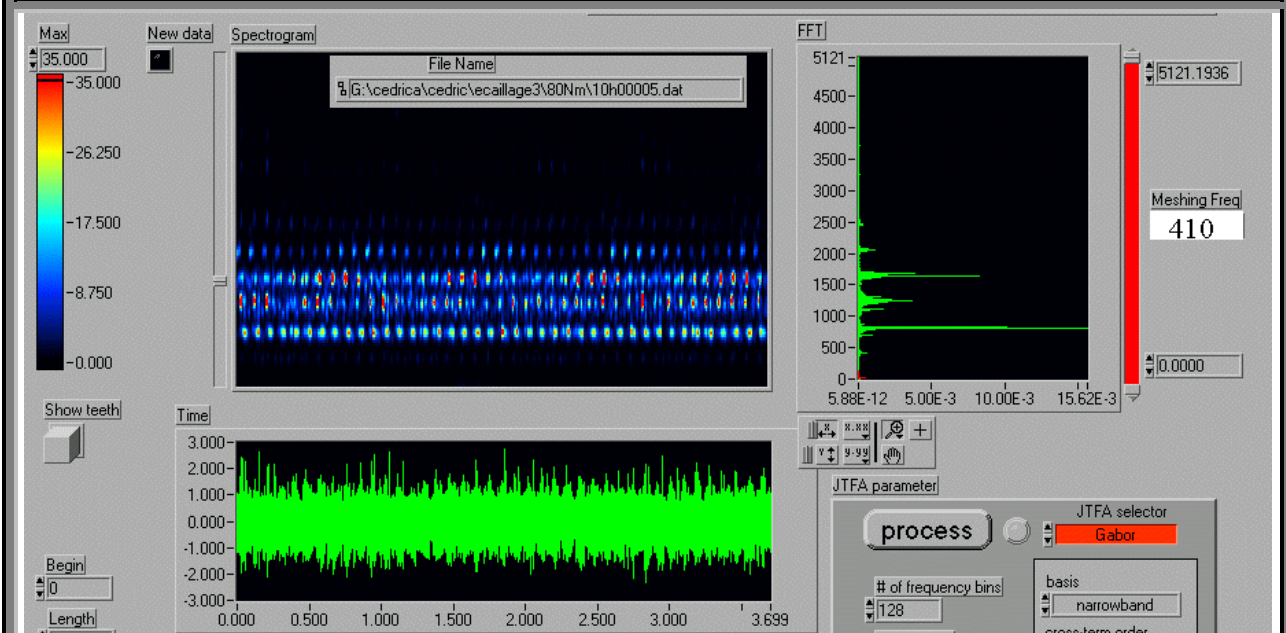 Max
New data
Spectrogram
FFT
35.000
File Name
G:\cedrica\cedric\ecaillage3\80Nm\10h00005.dat
35.000
26.250
17.500
8.750
0.000
5121
4500
4000
3500
3000
2500
2000
1500
1000
500
0
5.88E-12 5.00E-3 10.00E-3 15.62E-3
5121.1936
Meshing Freq
410
0.0000
Show teeth
Time
3.000
2.000
1.000
0.000
-1.000
-2.000
-3.000
0.000 0.500 1.000 1.500 2.000 2.500 3.000 3.699
Begin
0
Length
X X.XX
Y Y.YY
JTFA parameter
process
JTFA selector
Gabor
# of frequency bins
128
basis
narrowband
cross-term order